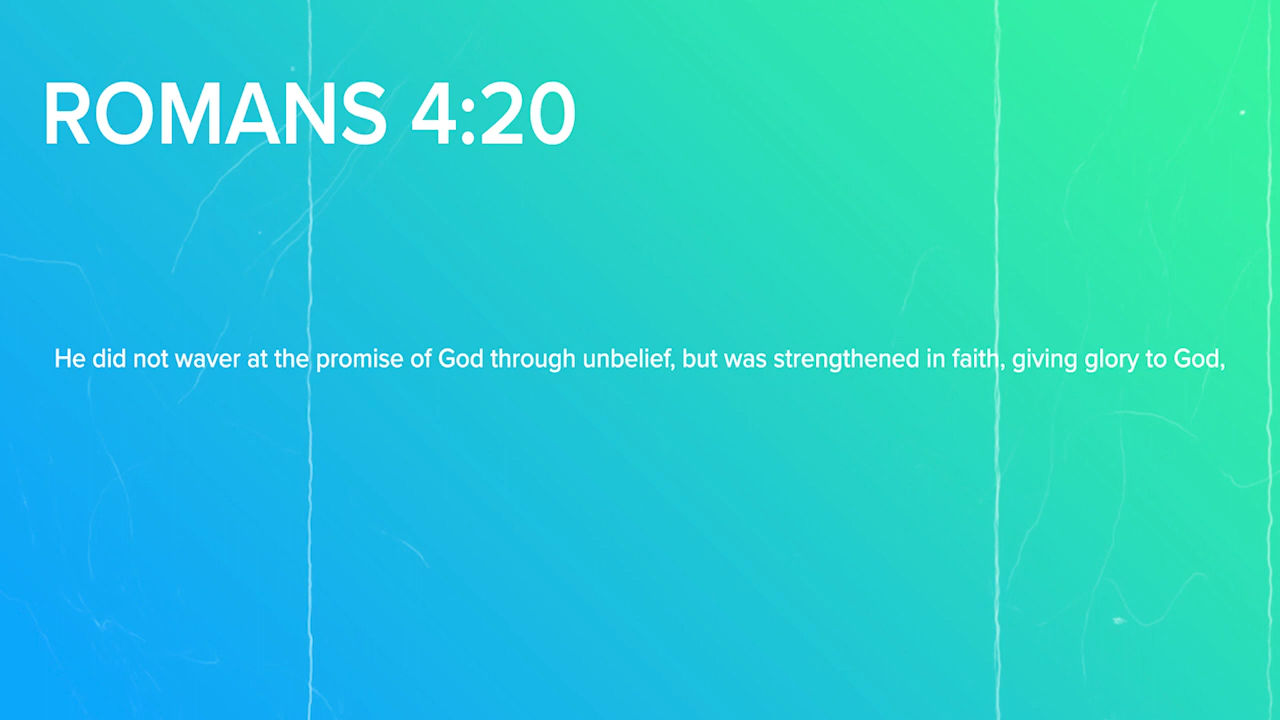 ROMANS 4:20
He did not waver at the promise of God through unbelief, but was strengthened in faith, giving glory to God,